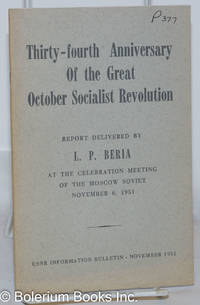 P377
Thirty-fourth Anniversary
Of the Great
October Socialist Revolution
REPORT DELIVERED BY
L. P. BERIA
AT THE CELEBRATION MEETING
OF THE MOSCOW SOVIET
NOVEMBER 6, 1951
USSR INFORMATION BULLETIN - NOVEMBER 1951
© Bolerium Books Inc.